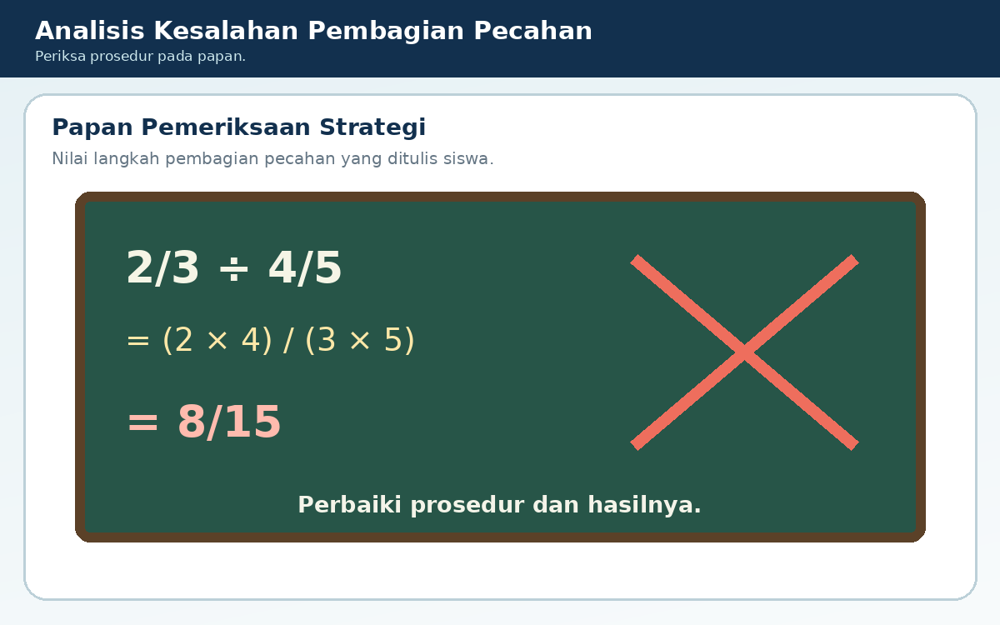 Analisis Kesalahan Pembagian Pecahan
Periksa prosedur pada papan.
Papan Pemeriksaan Strategi
Nilai langkah pembagian pecahan yang ditulis siswa.
2/3 ÷ 4/5
= (2 × 4) / (3 × 5)
= 8/15
Perbaiki prosedur dan hasilnya.